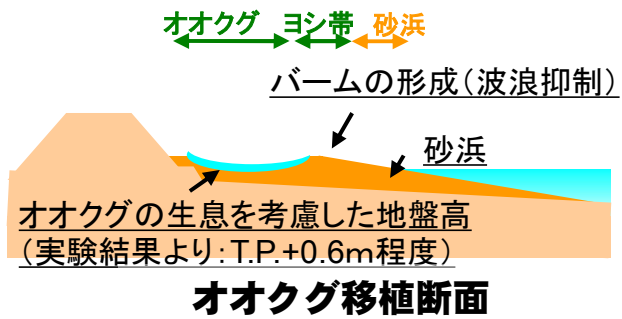 オオクグ ヨシ帯 砂浜
バームの形成（波浪抑制）
砂浜
オオクグの生息を考慮した地盤高
（実験結果より：T.P.+0.6m程度）
オオクグ移植断面